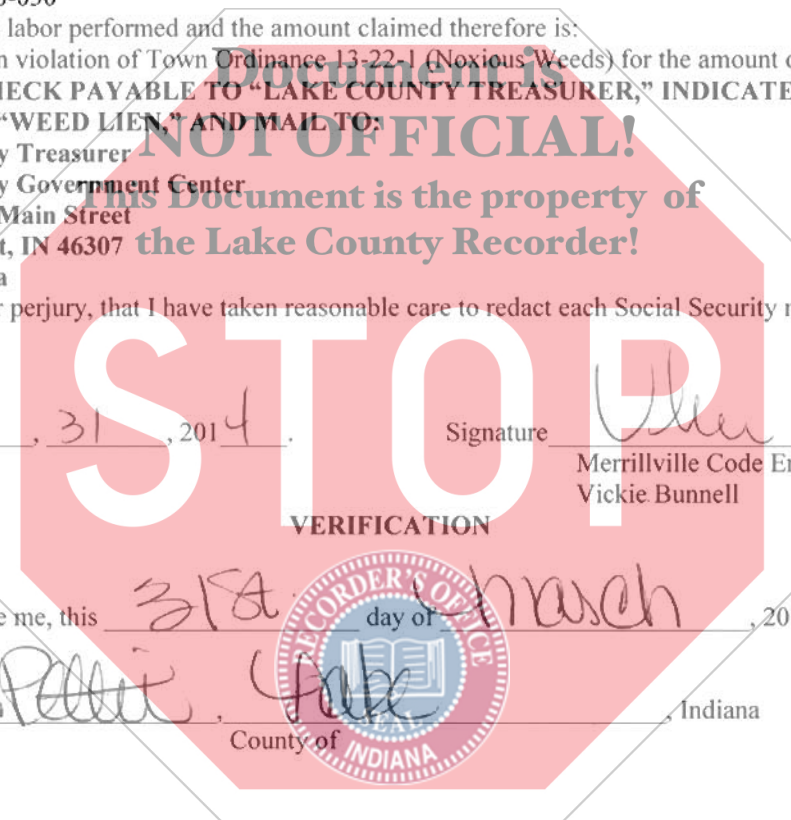 labor performed and the amount claimed therefore is:
n violation of Town Ordinance 13-22-1 (Noxious Weeds) for the amount
Document is
HECK PAYABLE TO “LAKE COUNTY TREASURER,” INDICATE
“WEED LIEN,” AND MAIL TO:
NOT OFFICIAL!
y Treasurer
y Government Center
This Document is the property of
Main Street
t, IN 46307
the Lake County Recorder!
a
r perjury, that I have taken reasonable care to redact each Social Security
STOP
, 31, 2014. Signature
Merrillville Code En
Vickie Bunnell
VERIFICATION
e me, this 31st day of March, 20
Lake, Indiana
County of
RECORDER'S OFFICE
SEAL
INDIANA